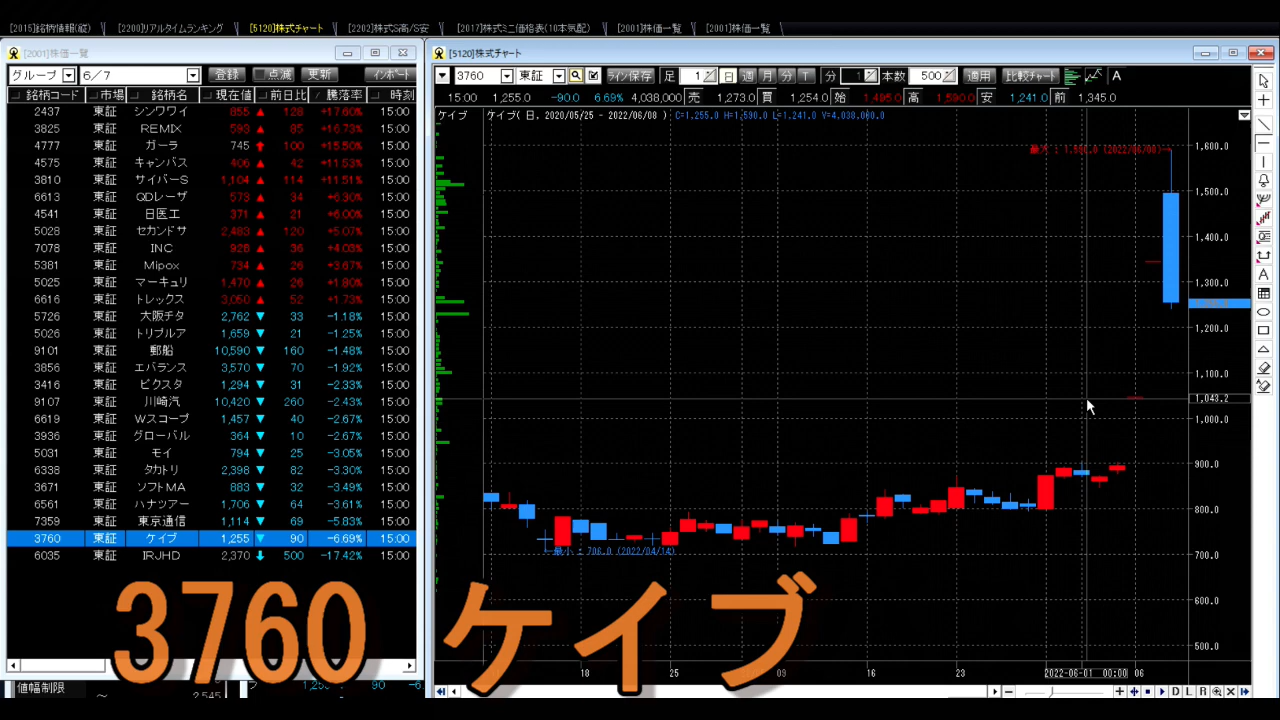 [2015]銘柄情報(縦) [2200]リアルタイムランキング [5120]株式チャート [2202]株式S高/S安 [2017]株式ミニ価格表(10本気配) [2001]株価一覧 [2001]株価一覧
[2001]株価一覧
グループ 6/7 登録 点滅 更新 インポート
銘柄コード 市場 銘柄名 現在値 前日比 騰落率 時刻
2437 東証 シンワワイ 855 ▲ 128 +17.60% 15:00
3825 東証 REMIX 593 ▲ 85 +16.73% 15:00
4777 東証 ガーラ 745 ⬆ 100 +15.50% 15:00
4575 東証 キャンバス 406 ▲ 42 +11.53% 15:00
3810 東証 サイバーS 1,104 ▲ 114 +11.51% 15:00
6613 東証 QDレーザ 573 ▲ 34 +6.30% 15:00
4541 東証 日医工 371 ▲ 21 +6.00% 15:00
5028 東証 セカンドサ 2,483 ▲ 120 +5.07% 15:00
7078 東証 INC 928 ▲ 36 +4.03% 15:00
5381 東証 Mipox 734 ▲ 26 +3.67% 15:00
5025 東証 マーキュリ 1,470 ▲ 26 +1.80% 15:00
6616 東証 トレックス 3,050 ▲ 52 +1.73% 15:00
5726 東証 大阪チタ 2,762 ▼ 33 -1.18% 15:00
5026 東証 トリプルア 1,659 ▼ 21 -1.25% 15:00
9101 東証 郵船 10,590 ▼ 160 -1.48% 15:00
3856 東証 エバランス 3,570 ▼ 70 -1.92% 15:00
3416 東証 ピクスタ 1,294 ▼ 31 -2.33% 15:00
9107 東証 川崎汽 10,420 ▼ 260 -2.43% 15:00
6619 東証 Wスコープ 1,457 ▼ 40 -2.67% 15:00
3936 東証 グローバル 364 ▼ 10 -2.67% 15:00
5031 東証 モイ 794 ▼ 25 -3.05% 15:00
6338 東証 タカトリ 2,398 ▼ 82 -3.30% 15:00
3671 東証 ソフトMA 883 ▼ 32 -3.49% 15:00
6561 東証 ハナツアー 1,706 ▼ 64 -3.61% 15:00
7359 東証 東京通信 1,114 ▼ 69 -5.83% 15:00
3760 東証 ケイブ 1,255 ▼ 90 -6.69% 15:00
6035 東証 IRJHD 2,370 ⬇ 500 -17.42% 15:00
値幅制限 ～ 2,545
[5120]株式チャート
3760 東証 ライン保存 足 1 日 週 月 分 T 分 1 本数 500 適用 比較チャート A
15:00 1,255.0 -90.0 6.69% 4,038,000 売 1,273.0 買 1,254.0 始 1,495.0 高 1,590.0 安 1,241.0 前 1,345.0
ケイブ ケイブ( 日, 2020/05/25 - 2022/06/08 ) C=1,255.0 H=1,590.0 L=1,241.0 V=4,038,000.0
最大 : 1,590.0 (2022/06/08)
1,600.0
1,500.0
1,400.0
1,300.0
1,200.0
1,100.0
1,043.2
1,000.0
900.0
800.0
700.0
600.0
500.0
最小 : 706.0 (2022/04/14)
18 25 09 16 23 2022-06-01 00:00 06
D L R
3760 ケイブ